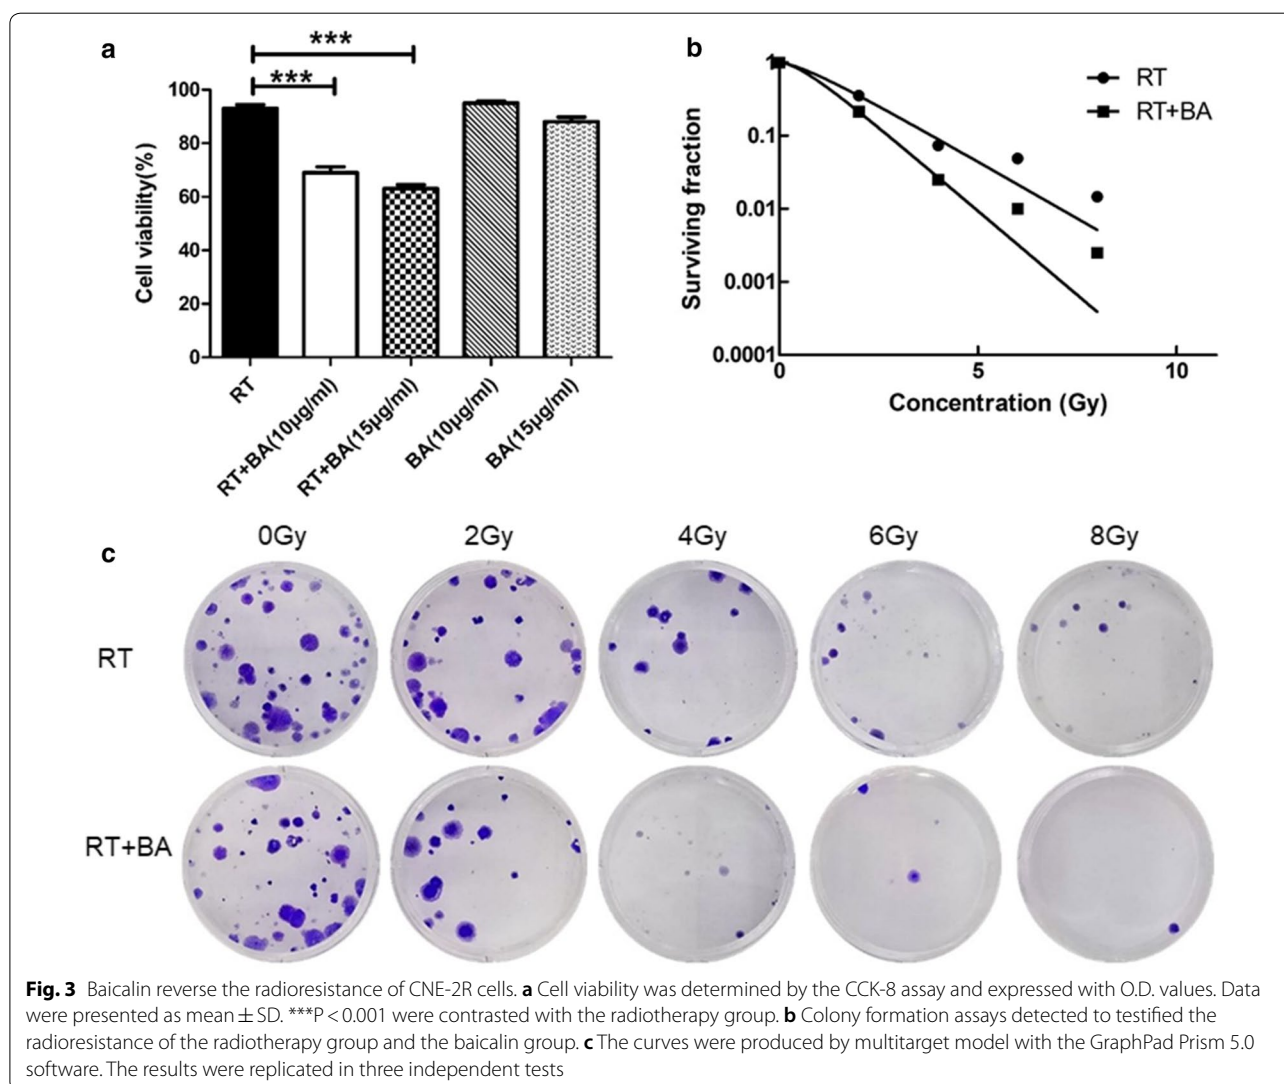 a
***
***
100
80
60
40
20
0
Cell viability(%)
RT
RT+BA(10μg/ml)
RT+BA(15μg/ml)
BA(10μg/ml)
BA(15μg/ml)
b
1
0.1
0.01
0.001
0.0001
Surviving fraction
RT
RT+BA
0 5 10
Concentration (Gy)
c
0Gy 2Gy 4Gy 6Gy 8Gy
RT
RT+BA
Fig. 3 Baicalin reverse the radioresistance of CNE-2R cells. a Cell viability was determined by the CCK-8 assay and expressed with O.D. values. Data
were presented as mean ± SD. ***P < 0.001 were contrasted with the radiotherapy group. b Colony formation assays detected to testified the
radioresistance of the radiotherapy group and the baicalin group. c The curves were produced by multitarget model with the GraphPad Prism 5.0
software. The results were replicated in three independent tests